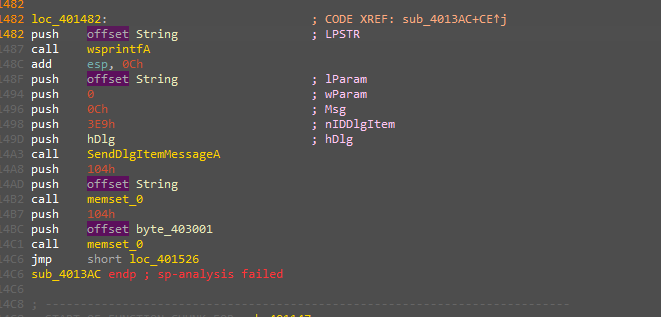 1482
1482 loc_401482: ; CODE XREF: sub_4013AC+CE↑j
1482 push offset String ; LPSTR
1487 call wsprintfA
148C add esp, 0Ch
148F push offset String ; lParam
1494 push 0 ; wParam
1496 push 0Ch ; Msg
1498 push 3E9h ; nIDDlgItem
149D push hDlg ; hDlg
14A3 call SendDlgItemMessageA
14A8 push 104h
14AD push offset String
14B2 call memset_0
14B7 push 104h
14BC push offset byte_403001
14C1 call memset_0
14C6 jmp short loc_401526
14C6 sub_4013AC endp ; sp-analysis failed
14C6
14C8 ; ---------------------------------------------------------------------------